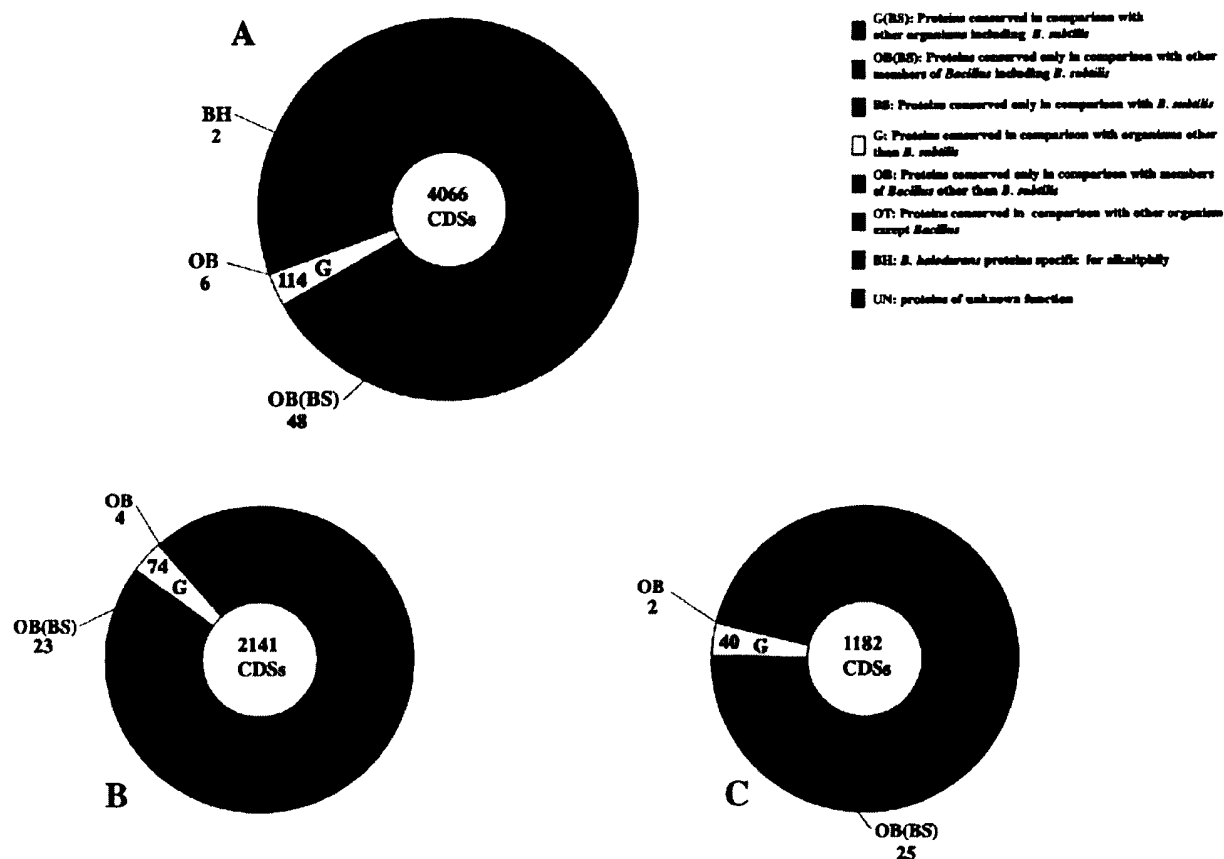 A
BH
2
4066
CDSs
OB
6
114 G
OB(BS)
48
G(BS): Proteins conserved in comparison with
other organisms including B. subtilis
OB(BS): Proteins conserved only in comparison with other
members of Bacillus including B. subtilis
BS: Proteins conserved only in comparison with B. subtilis
G: Proteins conserved in comparison with organisms other
than B. subtilis
OB: Proteins conserved only in comparison with members
of Bacillus other than B. subtilis
OT: Proteins conserved in comparison with other organism
except Bacillus
BH: B. halodurans proteins specific for alkaliphily
UN: proteins of unknown function
OB
4
74
G
OB(BS)
23
2141
CDSs
B
OB
2
40 G
1182
CDSs
C
OB(BS)
25